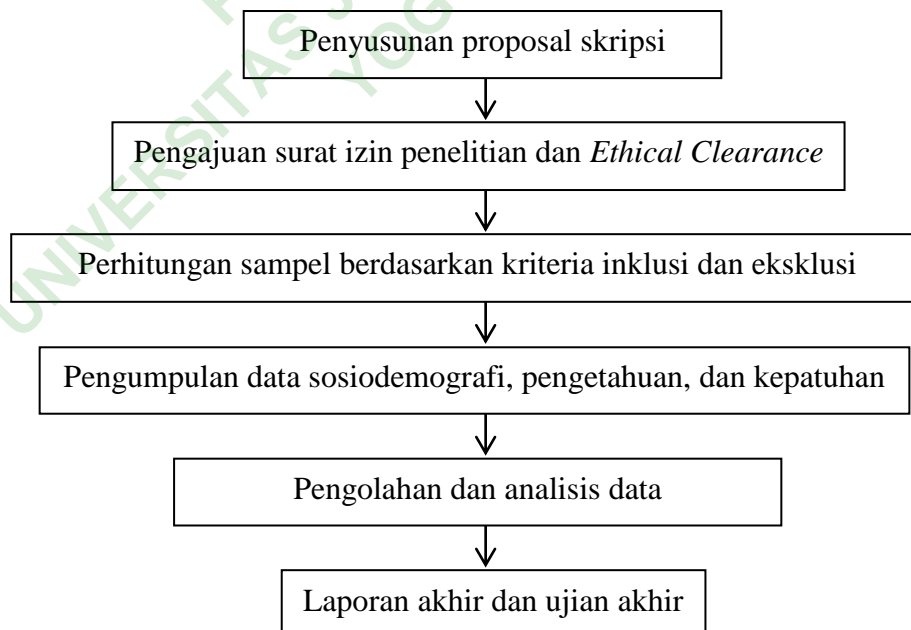 Penyusunan proposal skripsi
Pengajuan surat izin penelitian dan Ethical Clearance
Perhitungan sampel berdasarkan kriteria inklusi dan eksklusi
Pengumpulan data sosiodemografi, pengetahuan, dan kepatuhan
Pengolahan dan analisis data
Laporan akhir dan ujian akhir
UNIVERSITAS